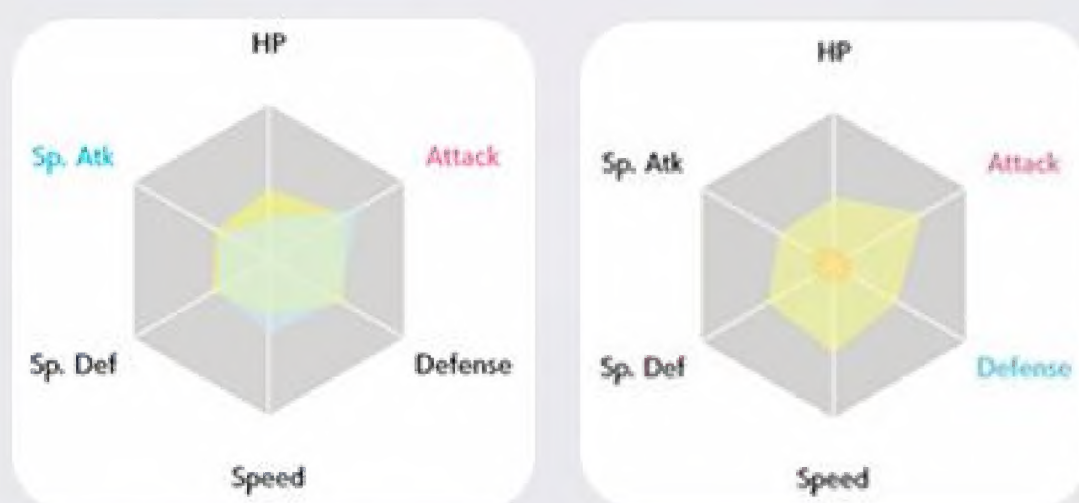 HP
Sp. Atk
Attack
Sp. Def
Defense
Speed
HP
Sp. Atk
Attack
Sp. Def
Defense
Speed